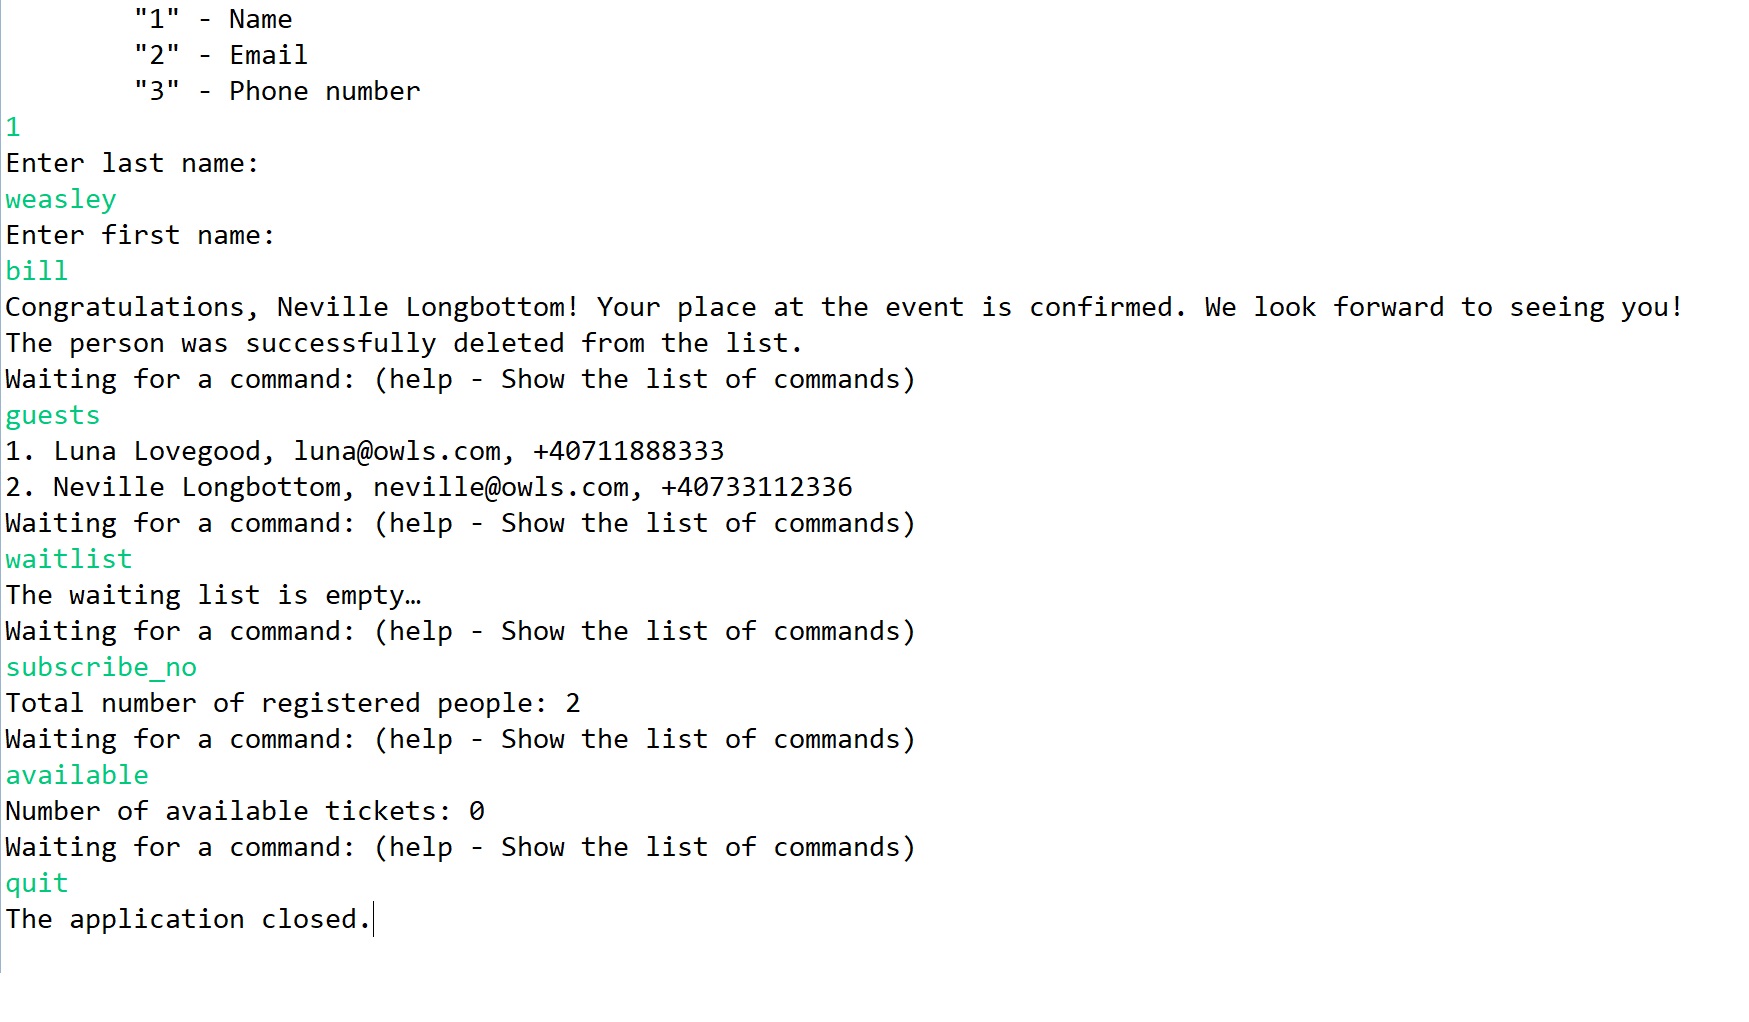 "1" - Name
"2" - Email
"3" - Phone number
1
Enter last name:
weasley
Enter first name:
bill
Congratulations, Neville Longbottom! Your place at the event is confirmed. We look forward to seeing you!
The person was successfully deleted from the list.
Waiting for a command: (help - Show the list of commands)
guests
1. Luna Lovegood, luna@owls.com, +40711888333
2. Neville Longbottom, neville@owls.com, +40733112336
Waiting for a command: (help - Show the list of commands)
waitlist
The waiting list is empty…
Waiting for a command: (help - Show the list of commands)
subscribe_no
Total number of registered people: 2
Waiting for a command: (help - Show the list of commands)
available
Number of available tickets: 0
Waiting for a command: (help - Show the list of commands)
quit
The application closed.